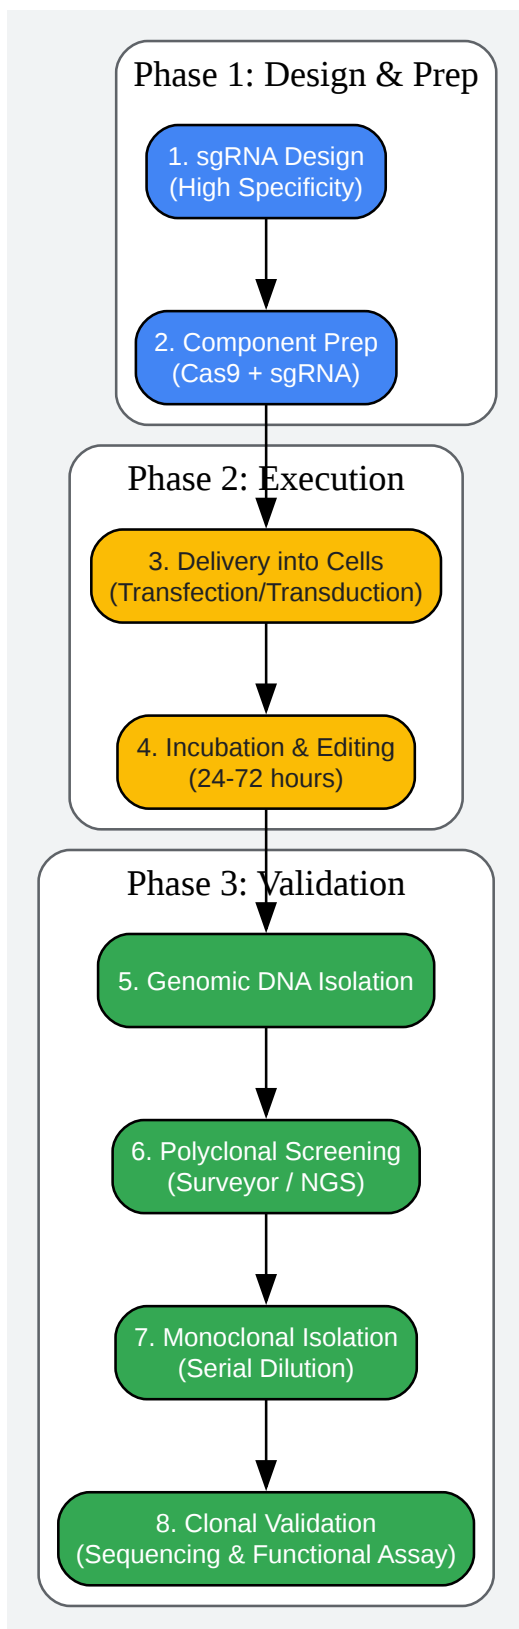 Phase 1: Design & Prep
1. sgRNA Design
(High Specificity)
2. Component Prep
(Cas9 + sgRNA)
Phase 2: Execution
3. Delivery into Cells
(Transfection/Transduction)
4. Incubation & Editing
(24-72 hours)
Phase 3: Validation
5. Genomic DNA Isolation
6. Polyclonal Screening
(Surveyor / NGS)
7. Monoclonal Isolation
(Serial Dilution)
8. Clonal Validation
(Sequencing & Functional Assay)